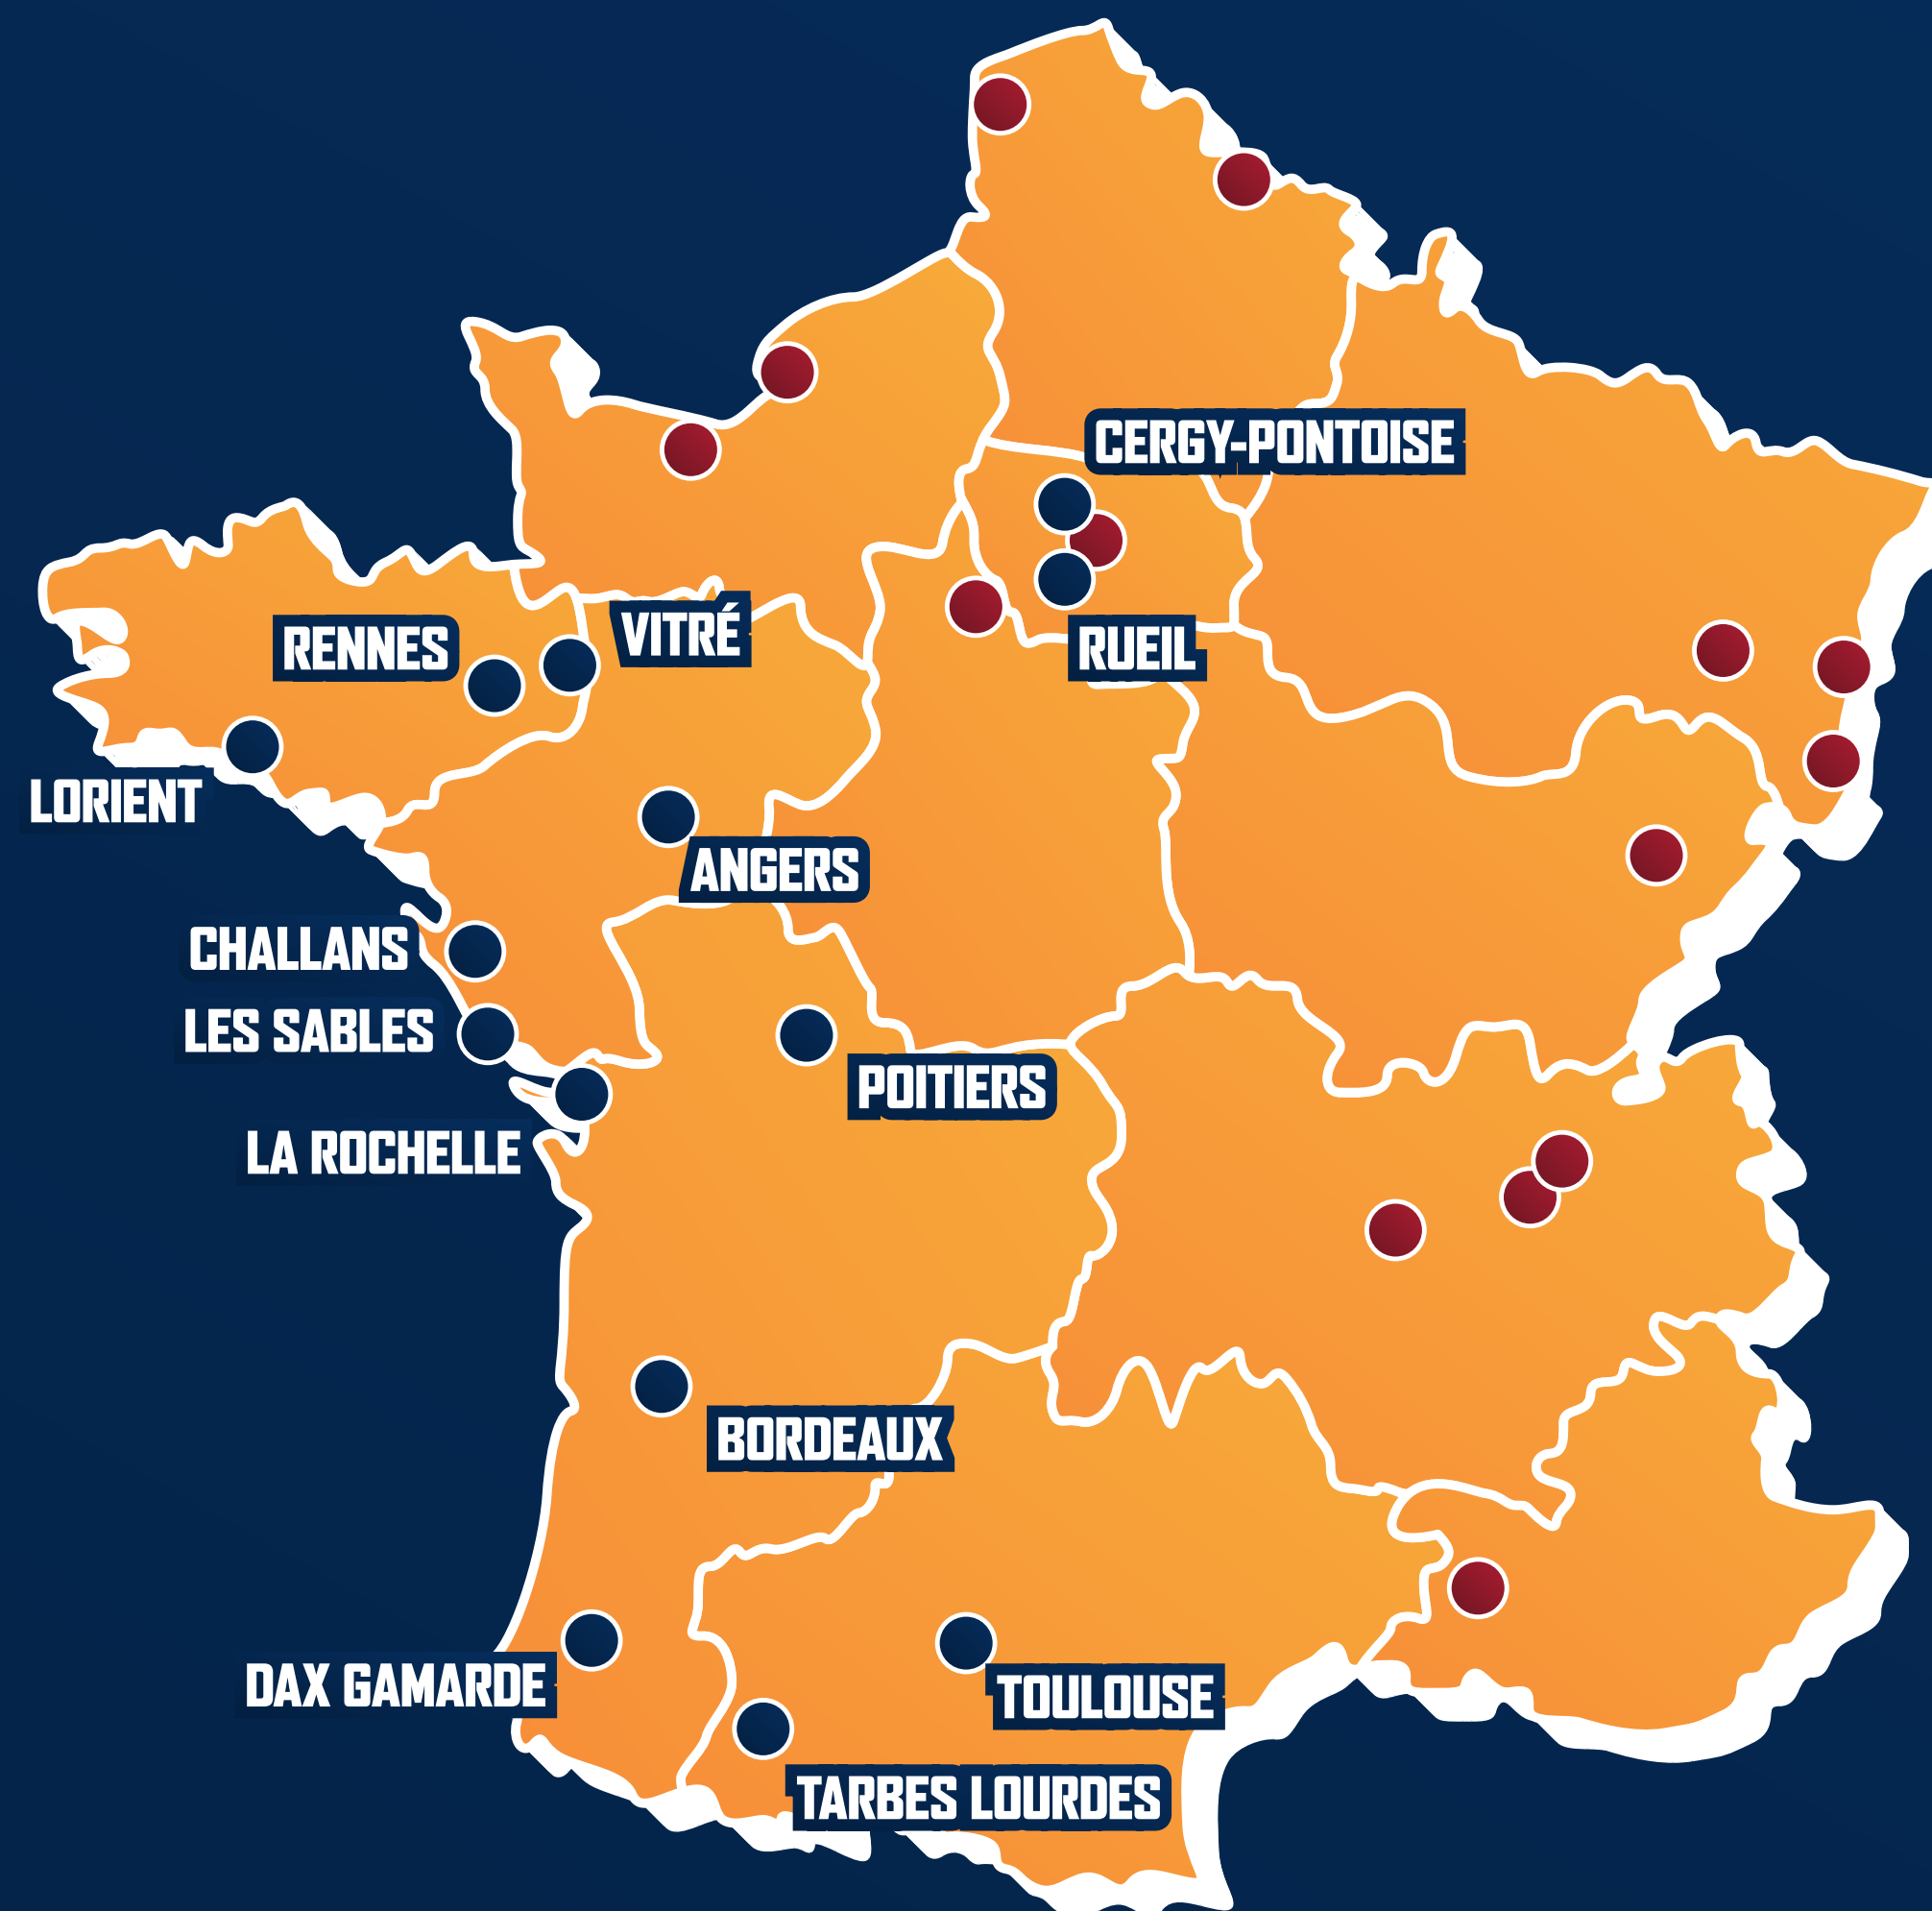 CERGY-PONTOISE
VITRÉ
RENNES
RUEIL
LORIENT
ANGERS
CHALLANS
LES SABLES
POITIERS
LA ROCHELLE
BORDEAUX
DAX GAMARDE
TOULOUSE
TARBES LOURDES